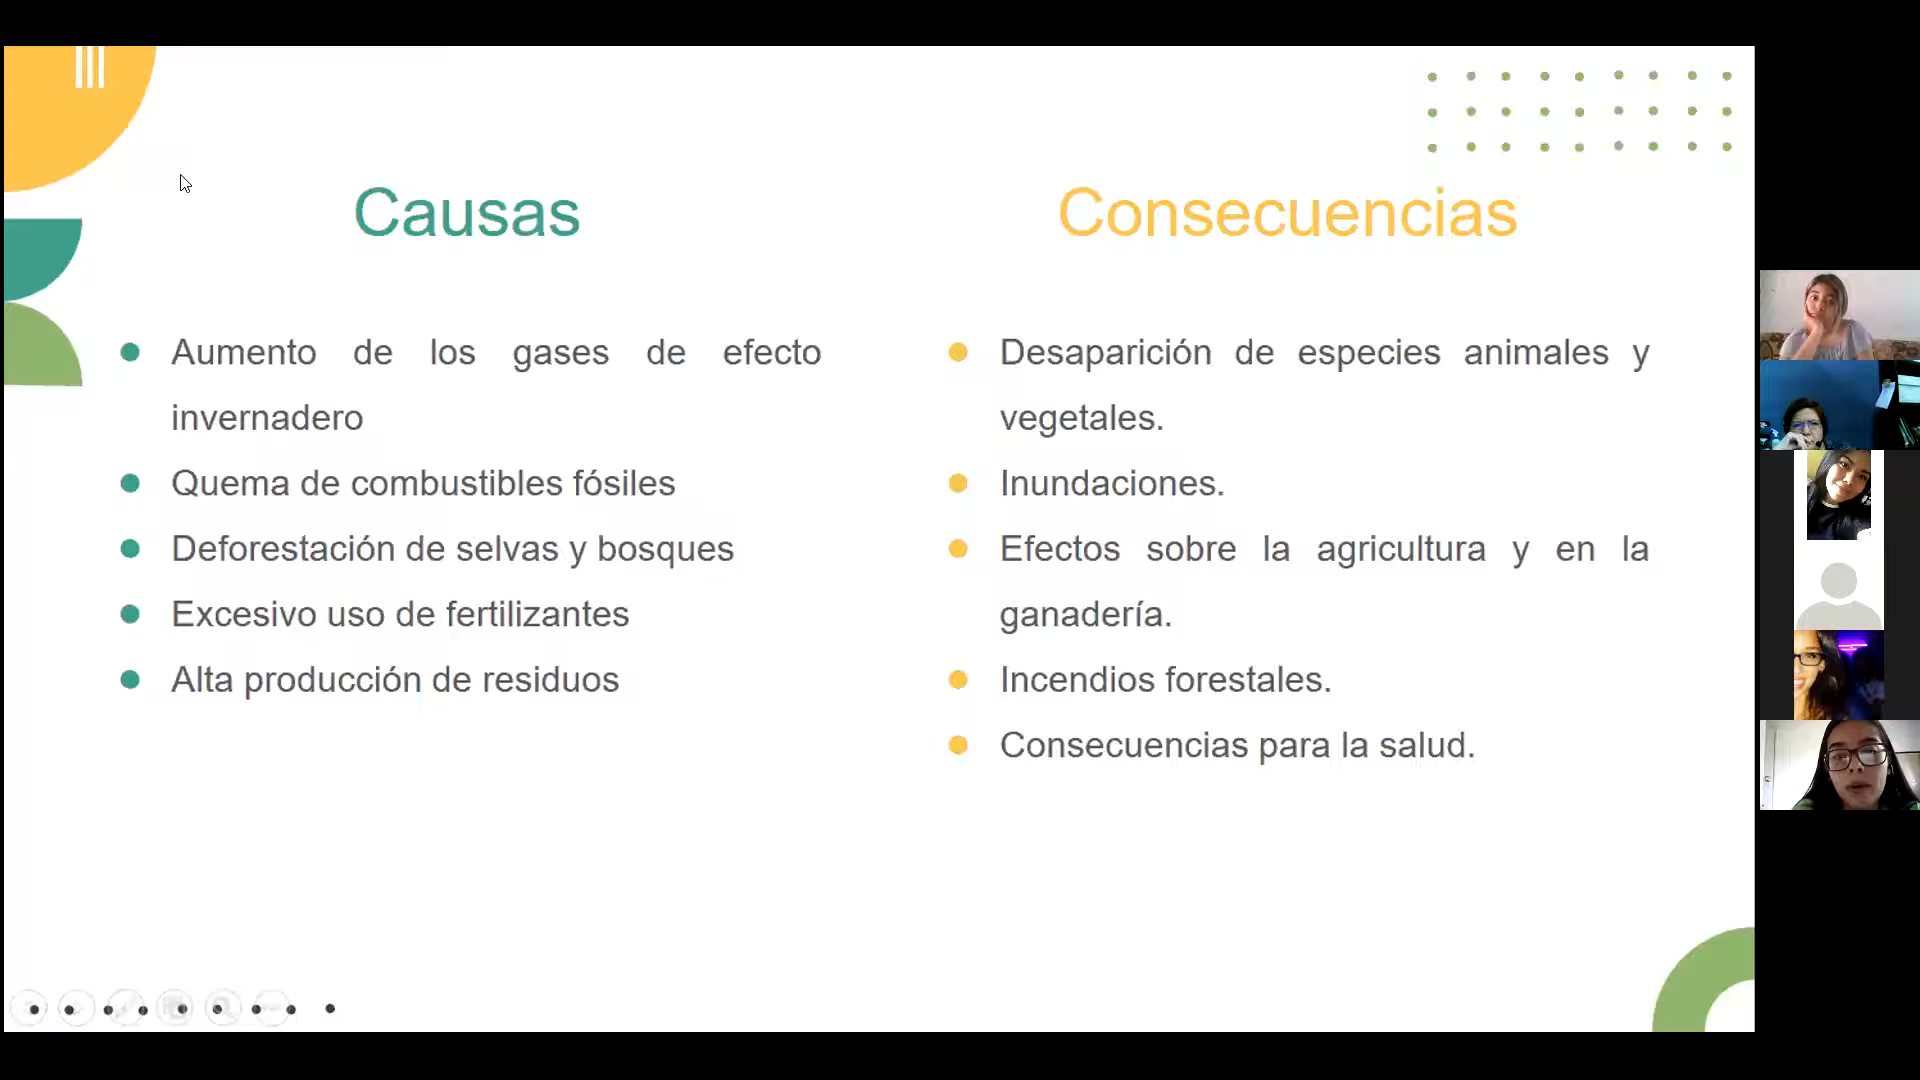 Causas
Aumento de los gases de efecto
invernadero
Quema de combustibles fósiles
Deforestación de selvas y bosques
Excesivo uso de fertilizantes
Alta producción de residuos
Consecuencias
Desaparición de especies animales y
vegetales.
Inundaciones.
Efectos sobre la agricultura y en la
ganadería.
Incendios forestales.
Consecuencias para la salud.